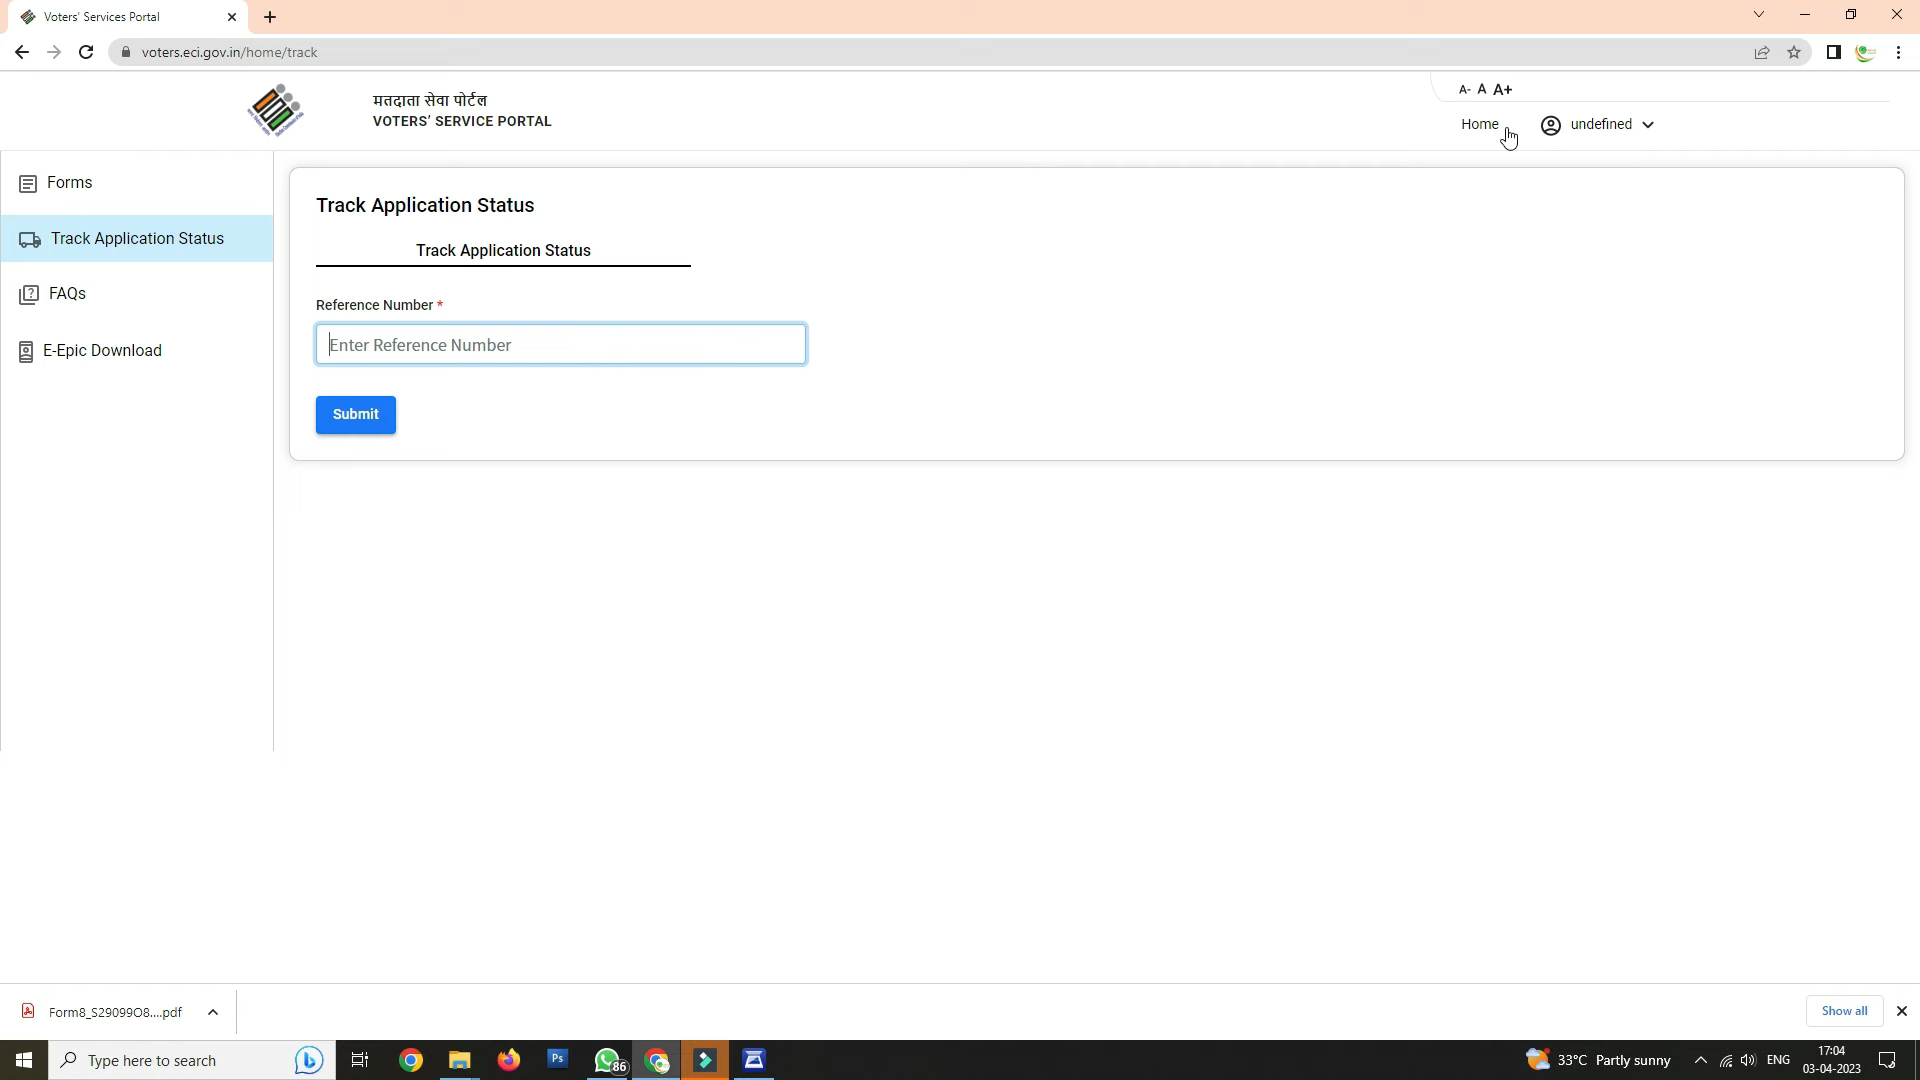 Voters' Services Portal
voters.eci.gov.in/home/track
A- A A+
मतदाता सेवा पोर्टल
VOTERS' SERVICE PORTAL
Home undefined
Forms
Track Application Status
FAQs
E-Epic Download
Track Application Status
Track Application Status
Reference Number *
Enter Reference Number
Submit
Form8_S29099O8....pdf
Show all
Type here to search
Ps
86
33°C Partly sunny
ENG
17:04
03-04-2023